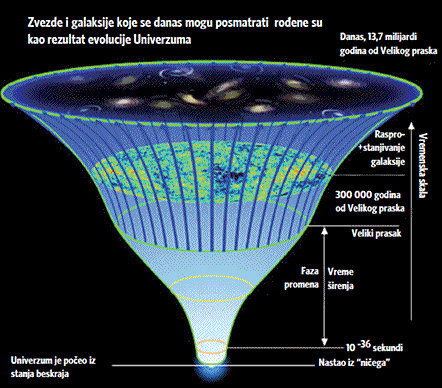 Zvezde i galaksije koje se danas mogu posmatrati rođene su
kao rezultat evolucije Univerzuma
Danas, 13,7 milijardi
godina od Velikog praska
Raspro-
+stanjivanje
galaksije
Vremenska skala
300 000 godina
od Velikog praska
Veliki prasak
Faza
promena
Vreme
širenja
10 -36 sekundi
Univerzum je počeo iz
stanja beskraja
Nastao iz "ničega"